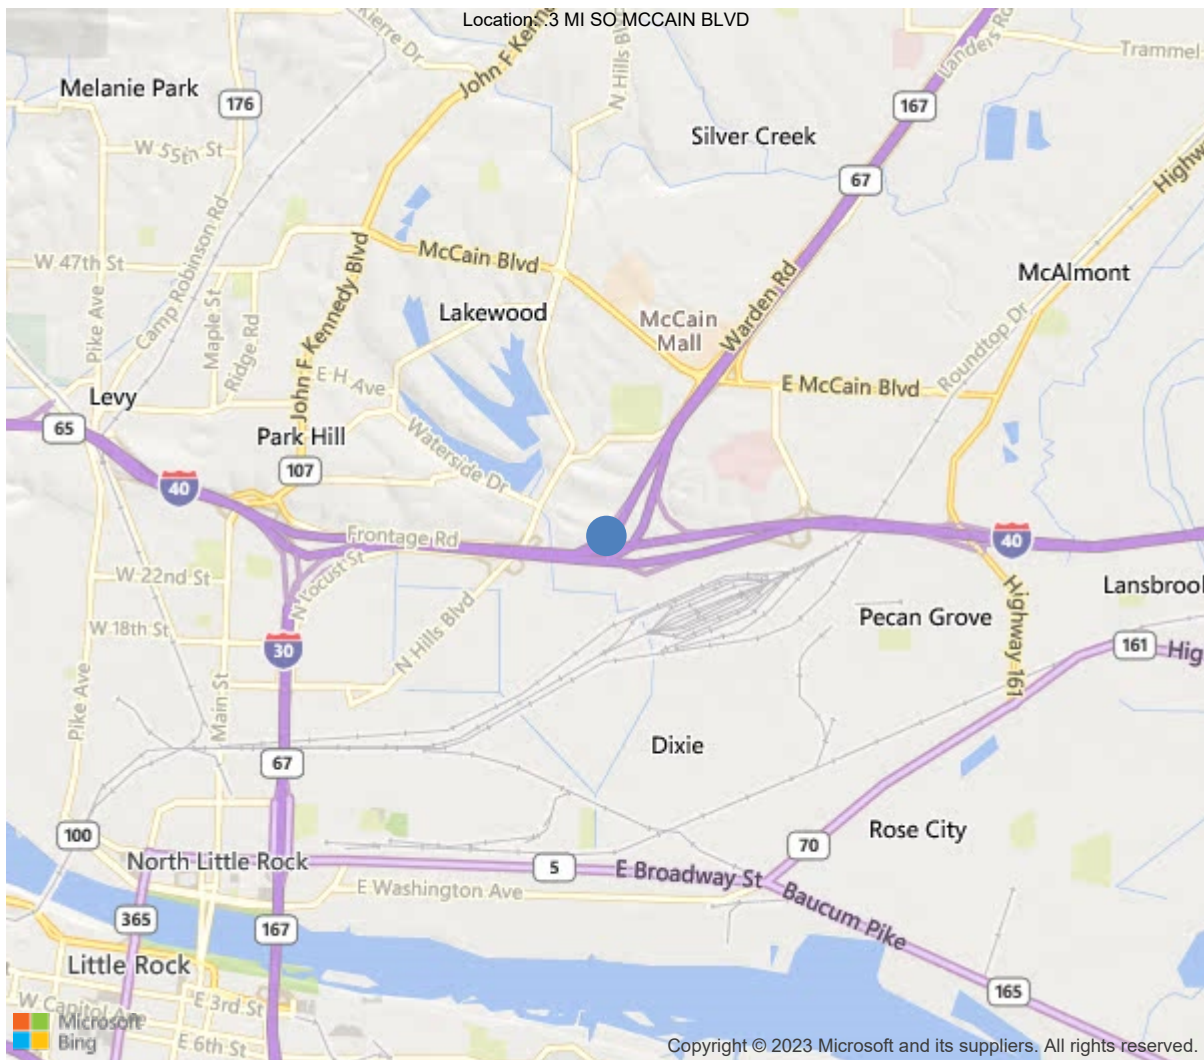 Location: .3 MI SO MCCAIN BLVD
Pierre Dr
John F Kennedy
N Hills Blvd
Landers Rd
Trammel
Melanie Park
176
167
W 55th St
Silver Creek
67
Highw
Camp Robinson Rd
W 47th St
McCain Blvd
McAlmont
Pike Ave
Maple St
Ridge Rd
John F Kennedy Blvd
Lakewood
McCain
Mall
Warden Rd
Roundtop Dr
E H Ave
E McCain Blvd
Levy
65
Park Hill
Waterside Dr
107
40
Frontage Rd
40
W 22nd St
N Locust St
Lansbrook
Highway 161
Pecan Grove
W 18th St
N Hills Blvd
30
161
Hig
Pike Ave
Main St
Dixie
67
100
Rose City
70
North Little Rock
5
E Broadway St
E Washington Ave
Baucum Pike
365
167
Little Rock
165
W Capitol Ave
E 3rd St
Microsoft
Bing
E 6th St
Copyright © 2023 Microsoft and its suppliers. All rights reserved.